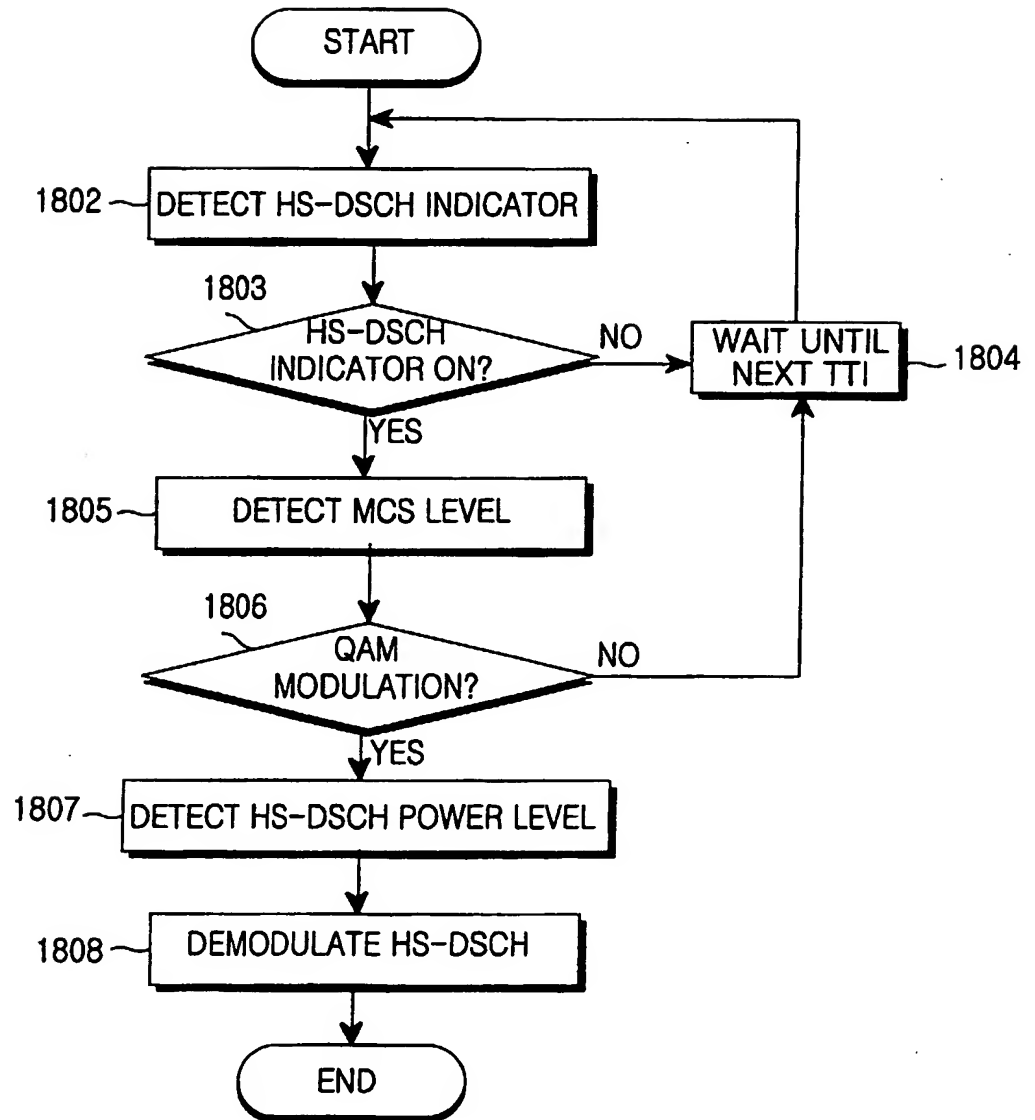 START
1802
DETECT HS-DSCH INDICATOR
1803
HS-DSCH
INDICATOR ON?
NO
WAIT UNTIL
NEXT TTI
1804
YES
1805
DETECT MCS LEVEL
1806
QAM
MODULATION?
NO
YES
1807
DETECT HS-DSCH POWER LEVEL
1808
DEMODULATE HS-DSCH
END